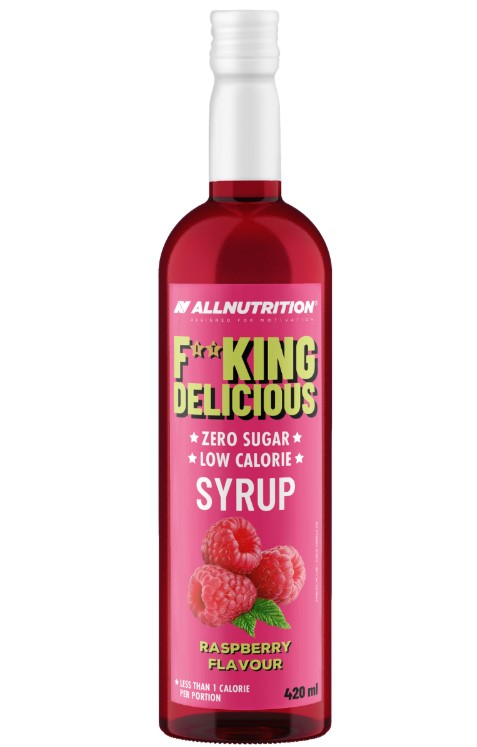 ALLNUTRITION®
DESIGNED FOR MOTIVATION
F**KING
DELICIOUS
★ ZERO SUGAR ★
★ LOW CALORIE ★
SYRUP
RASPBERRY
FLAVOUR
★ LESS THAN 1 CALORIE
PER PORTION
420 ml